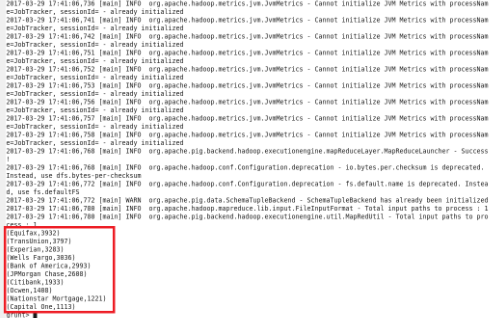 2017-03-29 17:41:06,736 [main] INFO  org.apache.hadoop.metrics.jvm.JvmMetrics - Cannot initialize JVM Metrics with processNam
e=JobTracker, sessionId= - already initialized
2017-03-29 17:41:06,741 [main] INFO  org.apache.hadoop.metrics.jvm.JvmMetrics - Cannot initialize JVM Metrics with processNam
e=JobTracker, sessionId= - already initialized
2017-03-29 17:41:06,742 [main] INFO  org.apache.hadoop.metrics.jvm.JvmMetrics - Cannot initialize JVM Metrics with processNam
e=JobTracker, sessionId= - already initialized
2017-03-29 17:41:06,751 [main] INFO  org.apache.hadoop.metrics.jvm.JvmMetrics - Cannot initialize JVM Metrics with processNam
e=JobTracker, sessionId= - already initialized
2017-03-29 17:41:06,752 [main] INFO  org.apache.hadoop.metrics.jvm.JvmMetrics - Cannot initialize JVM Metrics with processNam
e=JobTracker, sessionId= - already initialized
2017-03-29 17:41:06,753 [main] INFO  org.apache.hadoop.metrics.jvm.JvmMetrics - Cannot initialize JVM Metrics with processNam
e=JobTracker, sessionId= - already initialized
2017-03-29 17:41:06,756 [main] INFO  org.apache.hadoop.metrics.jvm.JvmMetrics - Cannot initialize JVM Metrics with processNam
e=JobTracker, sessionId= - already initialized
2017-03-29 17:41:06,757 [main] INFO  org.apache.hadoop.metrics.jvm.JvmMetrics - Cannot initialize JVM Metrics with processNam
e=JobTracker, sessionId= - already initialized
2017-03-29 17:41:06,758 [main] INFO  org.apache.hadoop.metrics.jvm.JvmMetrics - Cannot initialize JVM Metrics with processNam
e=JobTracker, sessionId= - already initialized
2017-03-29 17:41:06,768 [main] INFO  org.apache.pig.backend.hadoop.executionengine.mapReduceLayer.MapReduceLauncher - Success
!
2017-03-29 17:41:06,768 [main] INFO  org.apache.hadoop.conf.Configuration.deprecation - io.bytes.per.checksum is deprecated.
Instead, use dfs.bytes-per-checksum
2017-03-29 17:41:06,772 [main] INFO  org.apache.hadoop.conf.Configuration.deprecation - fs.default.name is deprecated. Instea
d, use fs.defaultFS
2017-03-29 17:41:06,772 [main] WARN  org.apache.pig.data.SchemaTupleBackend - SchemaTupleBackend has already been initialized
2017-03-29 17:41:06,780 [main] INFO  org.apache.hadoop.mapreduce.lib.input.FileInputFormat - Total input paths to process : 1
2017-03-29 17:41:06,780 [main] INFO  org.apache.pig.backend.hadoop.executionengine.util.MapRedUtil - Total input paths to pro
cess : 1
(Equifax,3932)
(TransUnion,3797)
(Experian,3283)
(Wells Fargo,3036)
(Bank of America,2993)
(JPMorgan Chase,2608)
(Citibank,1933)
(Ocwen,1488)
(Nationstar Mortgage,1221)
(Capital One,1113)
grunt>